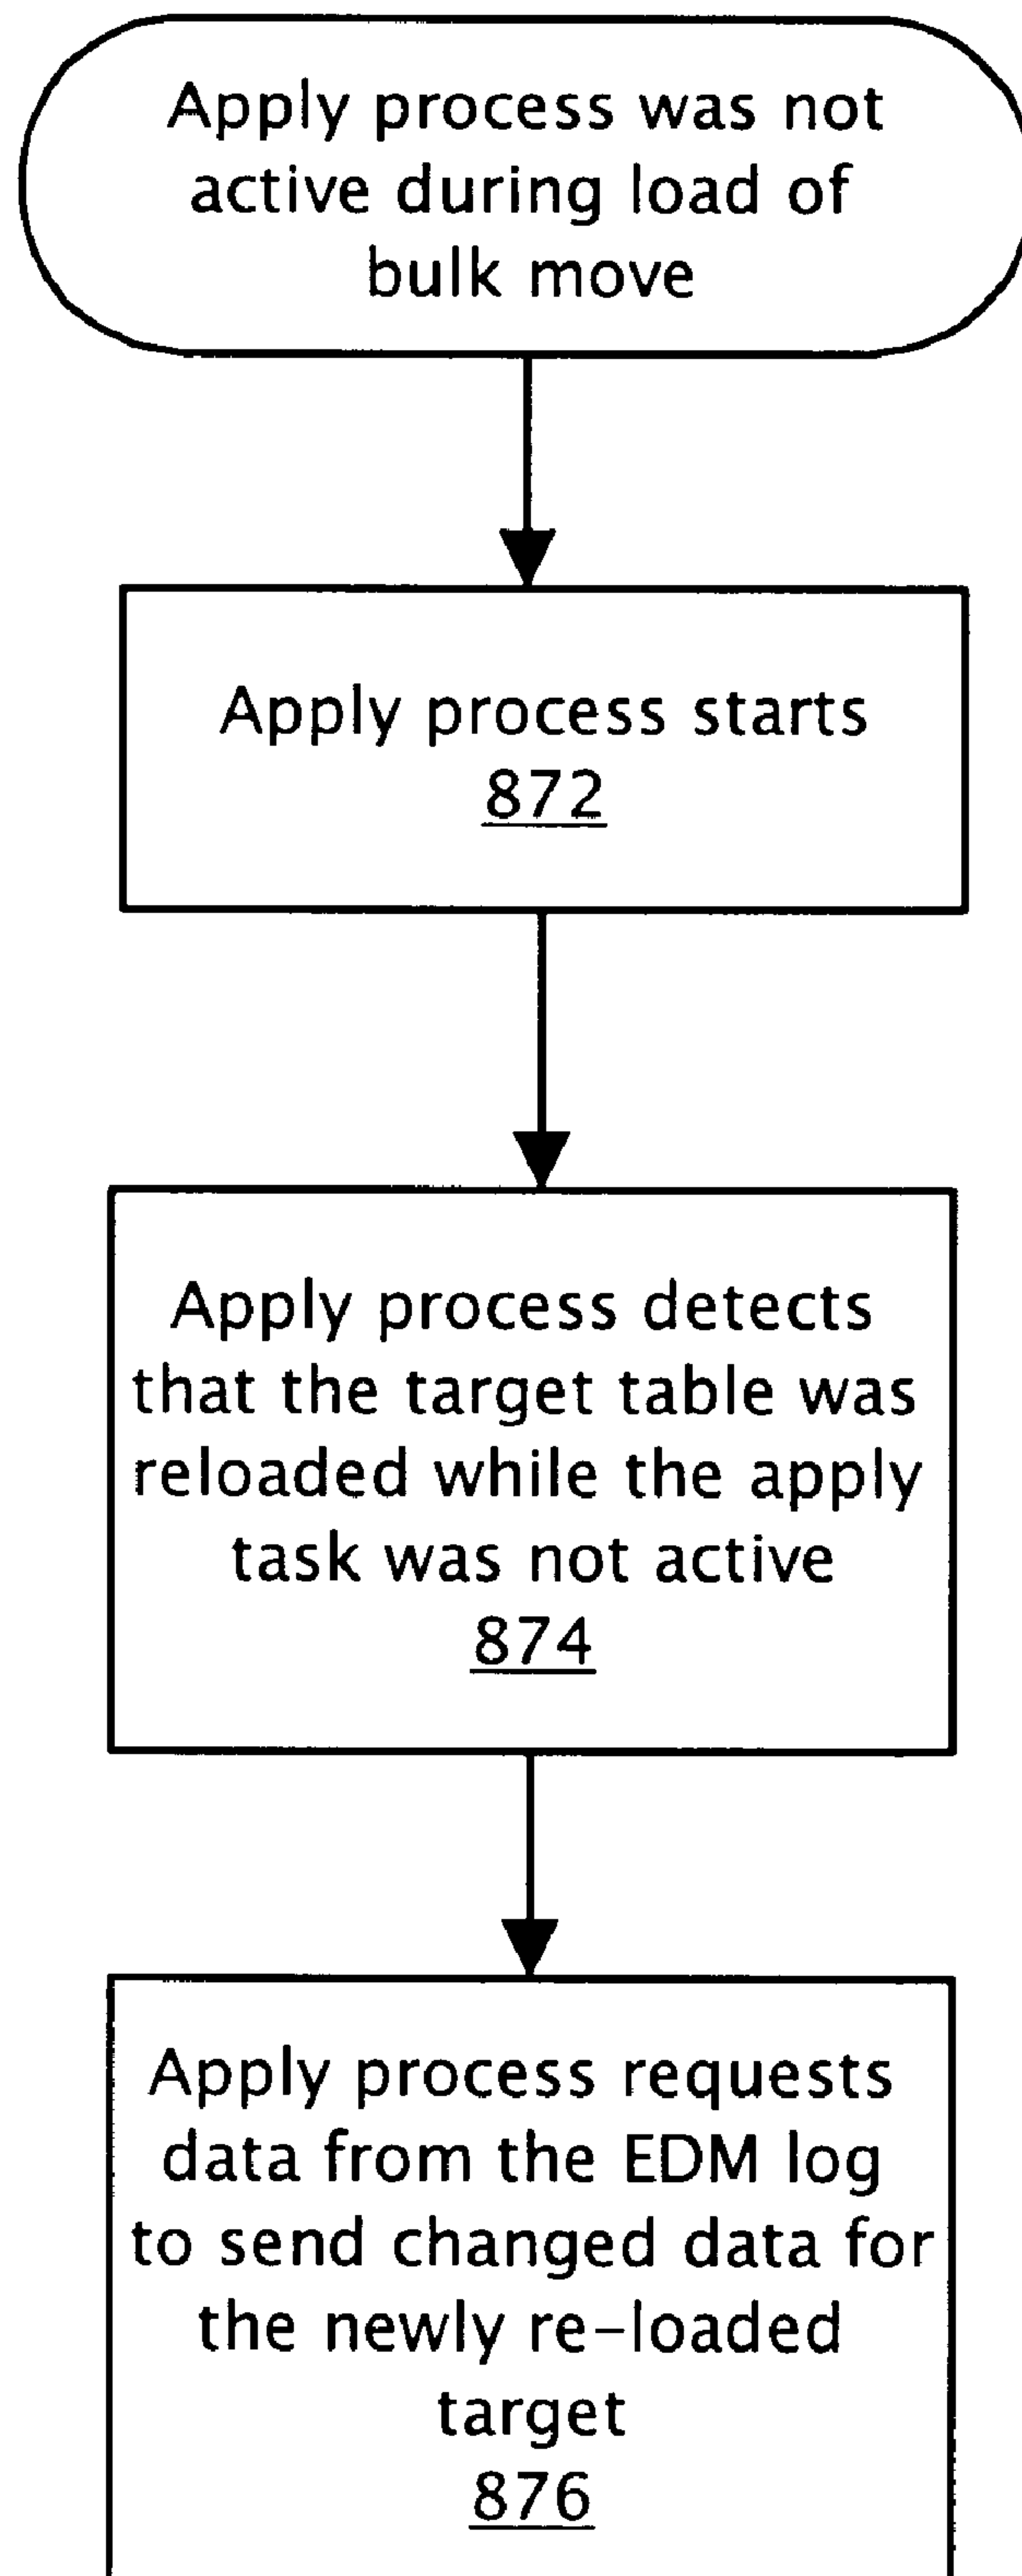 Apply process was not
active during load of
bulk move
Apply process starts
872
Apply process detects
that the target table was
reloaded while the apply
task was not active
874
Apply process requests
data from the EDM log
to send changed data for
the newly re-loaded
target
876